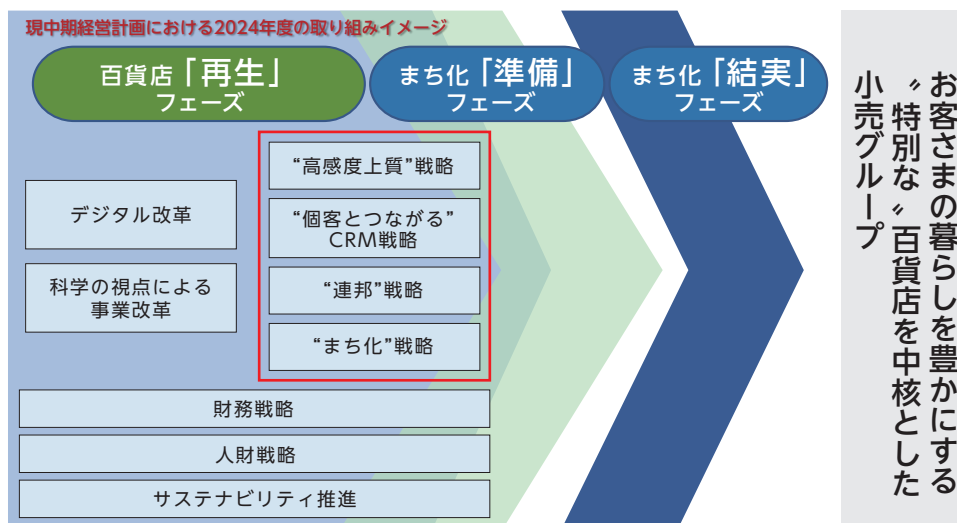 現中期経営計画における2024年度の取り組みイメージ
百貨店「再生」
フェーズ
まち化「準備」
フェーズ
まち化「結実」
フェーズ
デジタル改革
科学の視点による
事業改革
“高感度上質”戦略
“個客とつながる”
CRM戦略
“連邦”戦略
“まち化”戦略
財務戦略
人財戦略
サステナビリティ推進
お客さまの暮らしを豊かにする
〝特別な〟百貨店を中核とした
小売グループ